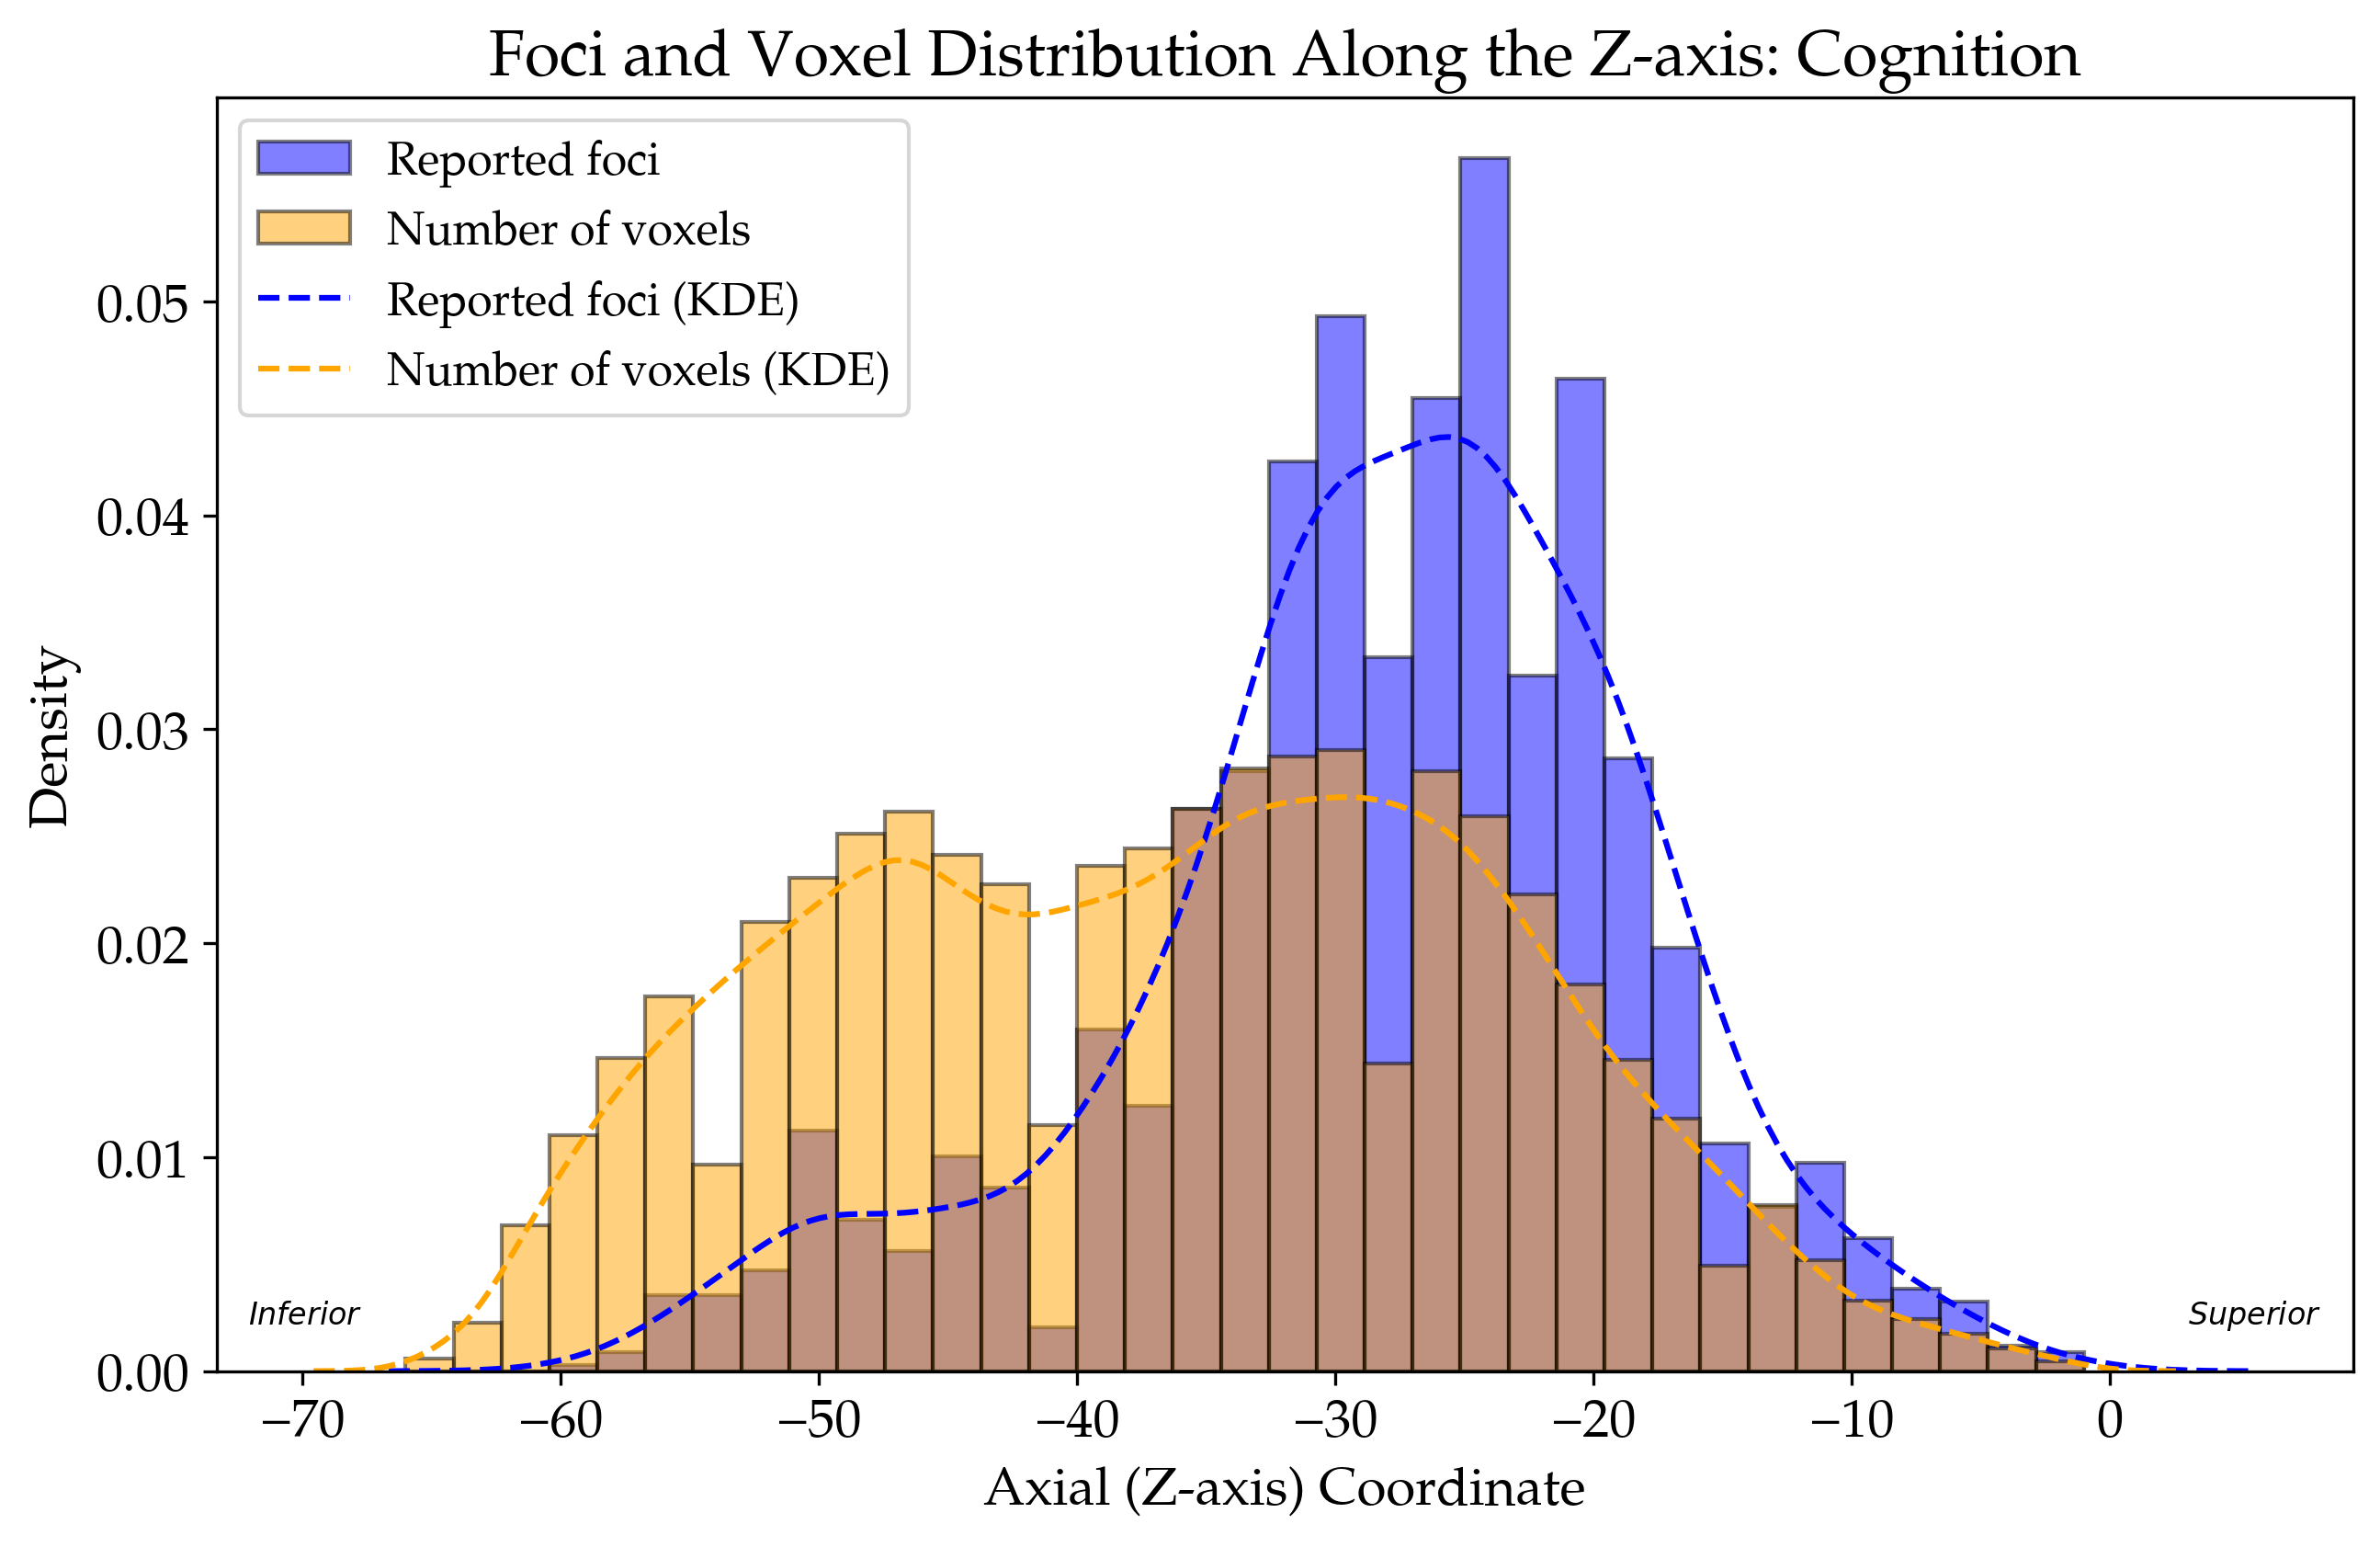 Foci and Voxel Distribution Along the Z-axis: Cognition
Reported foci
Number of voxels
Reported foci (KDE)
Number of voxels (KDE)
0.05
0.04
0.03
0.02
0.01
0.00
Density
Inferior
Superior
−70 −60 −50 −40 −30 −20 −10 0
Axial (Z-axis) Coordinate